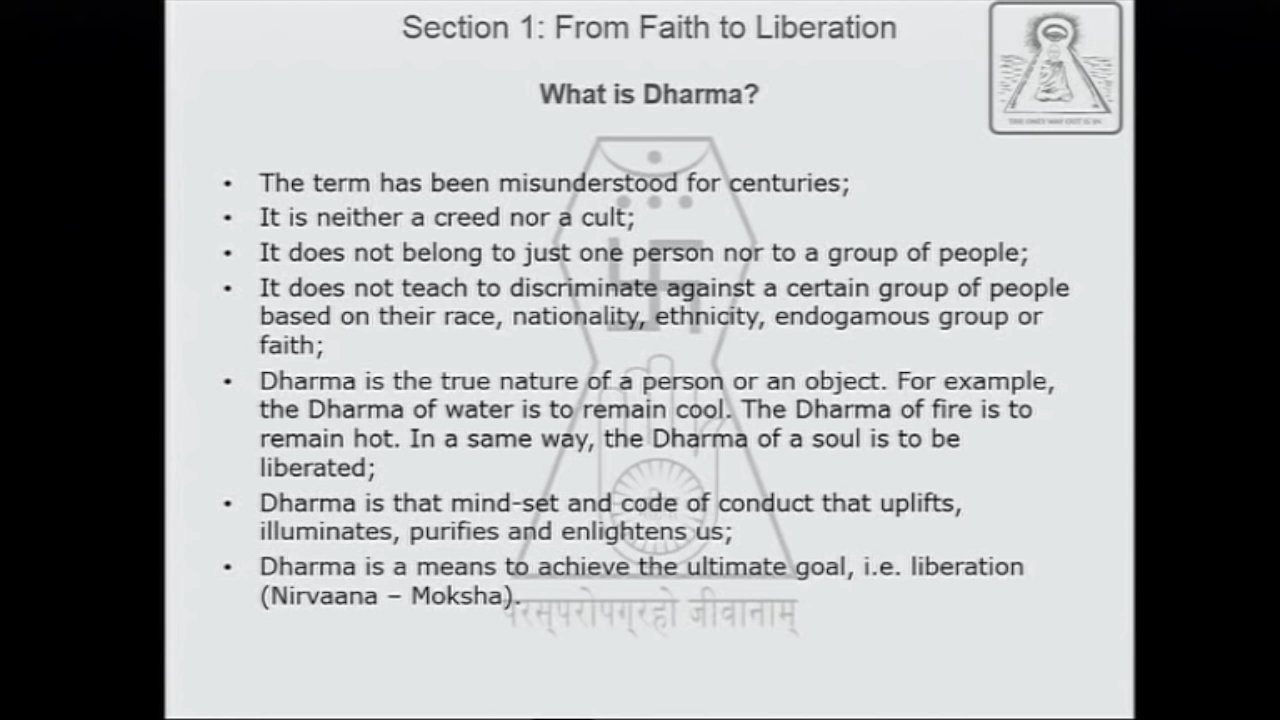 Section 1: From Faith to Liberation
What is Dharma?
THE ONLY WAY OUT IS IN
• The term has been misunderstood for centuries;
• It is neither a creed nor a cult;
• It does not belong to just one person nor to a group of people;
• It does not teach to discriminate against a certain group of people
based on their race, nationality, ethnicity, endogamous group or
faith;
• Dharma is the true nature of a person or an object. For example,
the Dharma of water is to remain cool. The Dharma of fire is to
remain hot. In a same way, the Dharma of a soul is to be
liberated;
• Dharma is that mind-set and code of conduct that uplifts,
illuminates, purifies and enlightens us;
• Dharma is a means to achieve the ultimate goal, i.e. liberation
(Nirvaana – Moksha).
परस्परोपग्रहो जीवानाम्